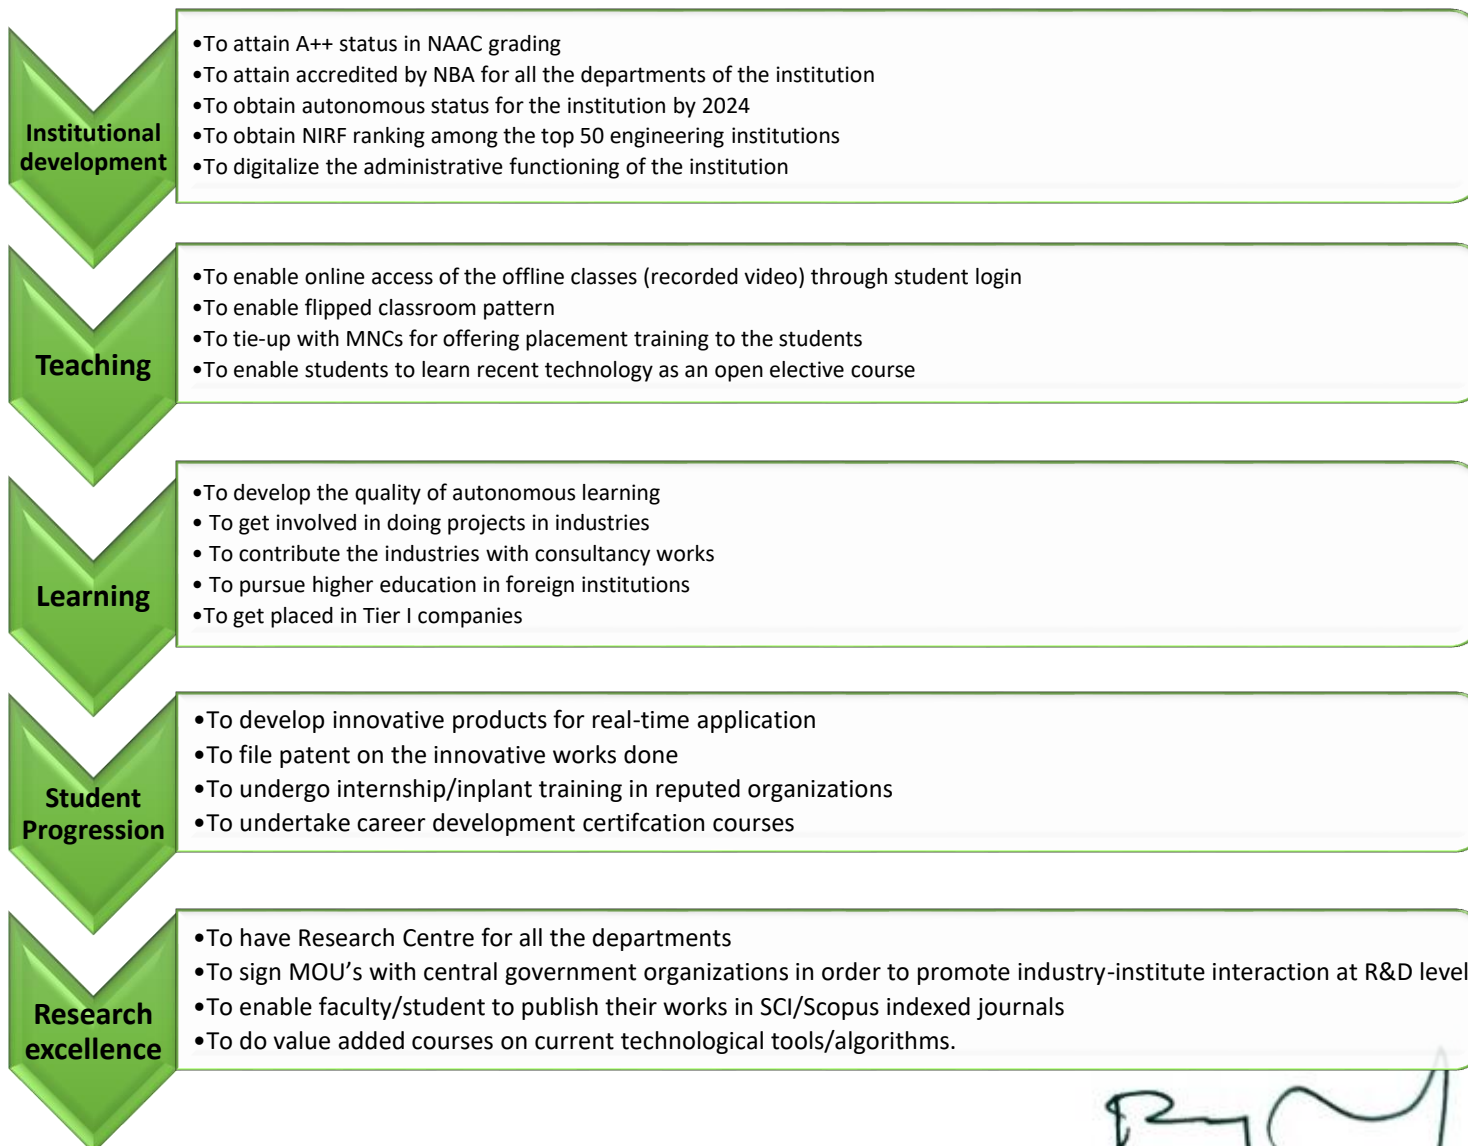 Institutional
development
•To attain A++ status in NAAC grading
•To attain accredited by NBA for all the departments of the institution
•To obtain autonomous status for the institution by 2024
•To obtain NIRF ranking among the top 50 engineering institutions
•To digitalize the administrative functioning of the institution
Teaching
•To enable online access of the offline classes (recorded video) through student login
•To enable flipped classroom pattern
•To tie-up with MNCs for offering placement training to the students
•To enable students to learn recent technology as an open elective course
Learning
•To develop the quality of autonomous learning
• To get involved in doing projects in industries
• To contribute the industries with consultancy works
• To pursue higher education in foreign institutions
•To get placed in Tier I companies
Student
Progression
•To develop innovative products for real-time application
•To file patent on the innovative works done
•To undergo internship/inplant training in reputed organizations
•To undertake career development certifcation courses
Research
excellence
•To have Research Centre for all the departments
•To sign MOU’s with central government organizations in order to promote industry-institute interaction at R&D level
•To enable faculty/student to publish their works in SCI/Scopus indexed journals
•To do value added courses on current technological tools/algorithms.